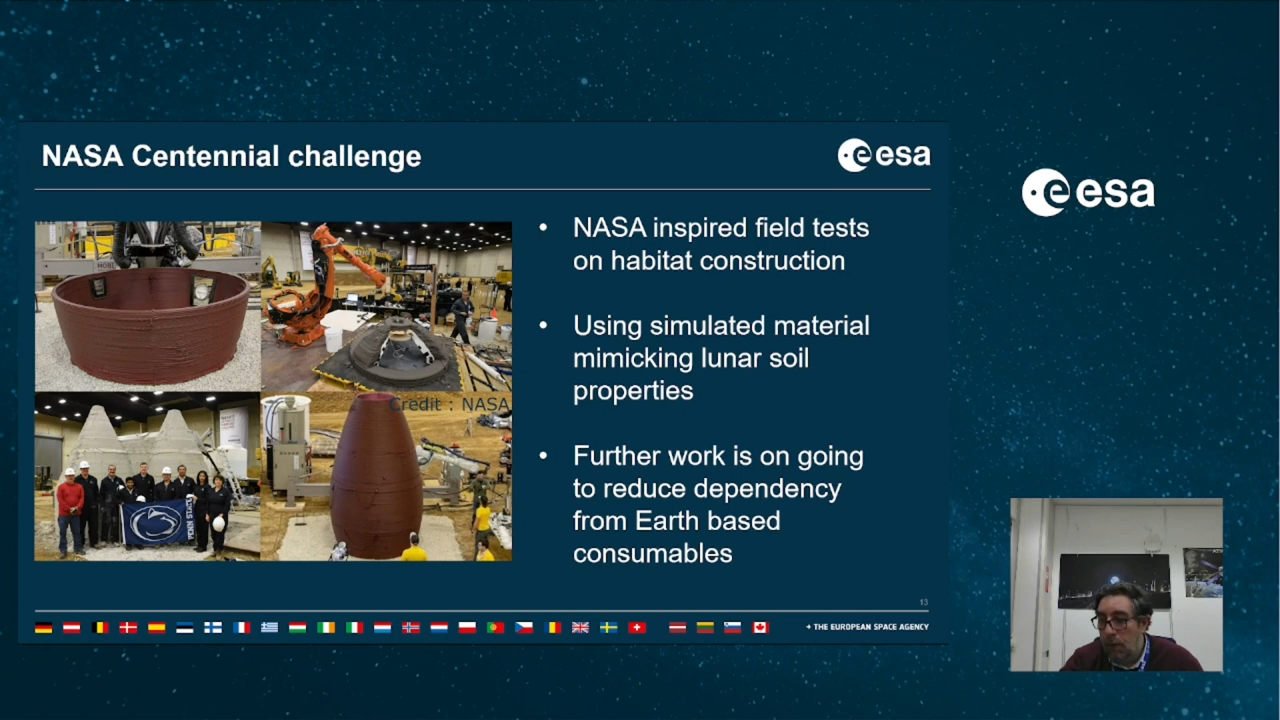 NASA Centennial challenge
esa
esa
Credit : NASA
PENN STATE
• NASA inspired field tests
on habitat construction
• Using simulated material
mimicking lunar soil
properties
• Further work is on going
to reduce dependency
from Earth based
consumables
13
→ THE EUROPEAN SPACE AGENCY